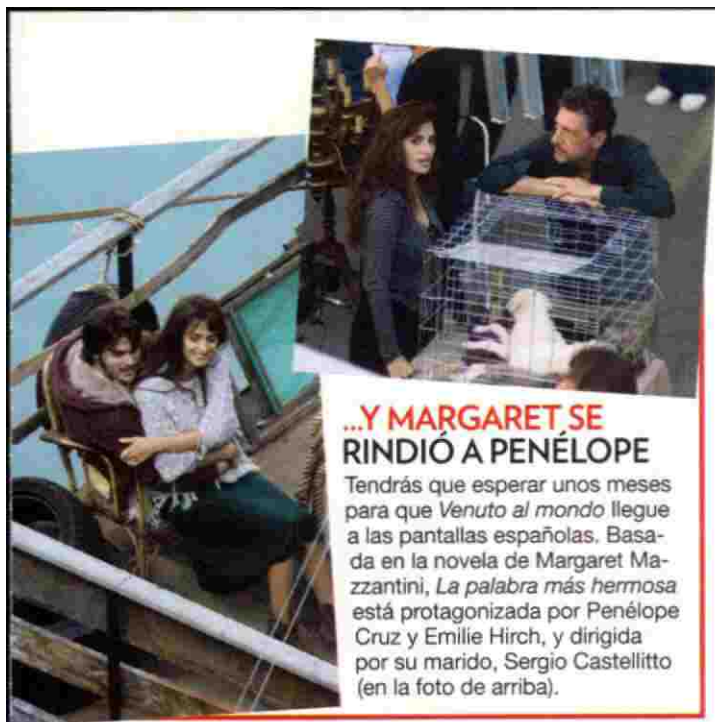 ...Y MARGARET SE
RINDIÓ A PENÉLOPE
Tendrás que esperar unos meses
para que Venuto al mondo llegue
a las pantallas españolas. Basa-
da en la novela de Margaret Ma-
zzantini, La palabra más hermosa
está protagonizada por Penélope
Cruz y Emilie Hirch, y dirigida
por su marido, Sergio Castellitto
(en la foto de arriba).